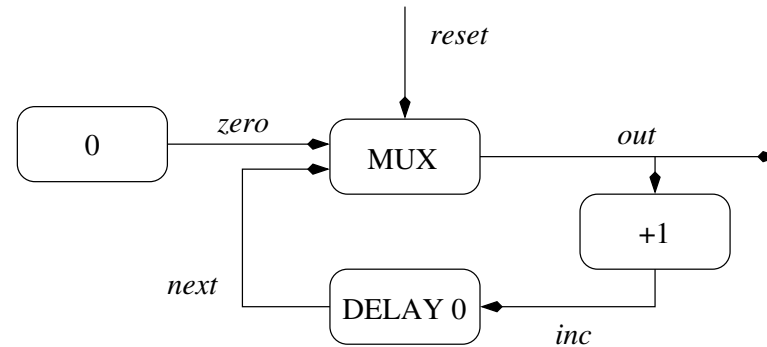 reset
zero
0
MUX
out
+1
next
DELAY 0
inc